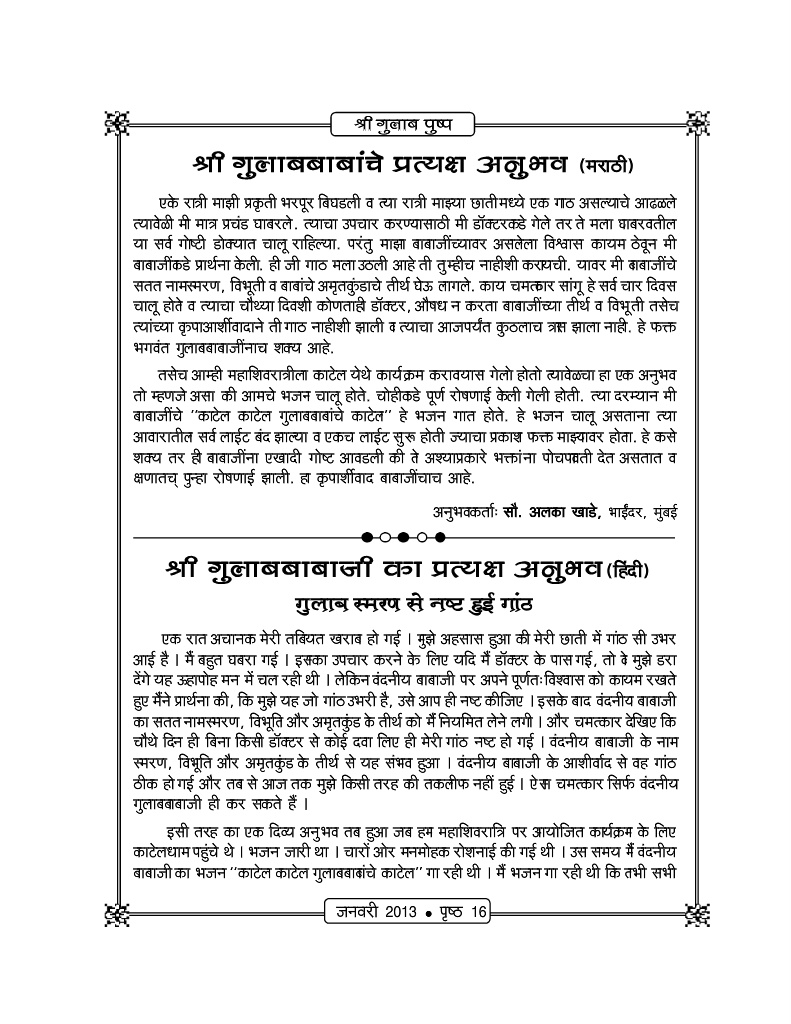 श्री गुलाब पुष्प
श्री गुलाबबाबांचे प्रत्यक्ष अनुभव (मराठी)
एके रात्री माझी प्रकृती भरपूर बिघडली व त्या रात्री माझ्या छातीमध्ये एक गाठ असल्याचे आढळले
त्यावेळी मी मात्र प्रचंड घाबरले. त्याचा उपचार करण्यासाठी मी डॉक्टरकडे गेले तर ते मला घाबरवतील
या सर्व गोष्टी डोक्यात चालू राहिल्या. परंतु माझा बाबाजींच्यावर असलेला विश्वास कायम ठेवून मी
बाबाजींकडे प्रार्थना केली. ही जी गाठ मला उठली आहे ती तुम्हीच नाहीशी करायची. यावर मी बाबाजींचे
सतत नामस्मरण, विभूती व बाबांचे अमृतकुंडाचे तीर्थ घेऊ लागले. काय चमत्कार सांगू हे सर्व चार दिवस
चालू होते व त्याचा चौथ्या दिवशी कोणताही डॉक्टर, औषध न करता बाबाजींच्या तीर्थ व विभूती तसेच
त्यांच्या कृपाआर्शीवादाने ती गाठ नाहीशी झाली व त्याचा आजपर्यंत कुठलाच त्रास झाला नाही. हे फक्त
भगवंत गुलाबबाबाजींनाच शक्य आहे.
तसेच आम्ही महाशिवरात्रीला काटेल येथे कार्यक्रम करावयास गेलो होतो त्यावेळचा हा एक अनुभव
तो म्हणजे असा की आमचे भजन चालू होते. चोहीकडे पूर्ण रोषणाई केली गेली होती. त्या दरम्यान मी
बाबाजींचे ''काटेल काटेल गुलाबबाबांचे काटेल'' हे भजन गात होते. हे भजन चालू असताना त्या
आवारातील सर्व लाईट बंद झाल्या व एकच लाईट सुरू होती ज्याचा प्रकाश फक्त माझ्यावर होता. हे कसे
शक्य तर ही बाबाजींना एखादी गोष्ट आवडली की ते अश्याप्रकारे भक्तांना पोचपावती देत असतात व
क्षणातच् पुन्हा रोषणाई झाली. हा कृपार्शीवाद बाबाजींचाच आहे.
अनुभवकर्ताः सौ. अलका खाडे, भाईंदर, मुंबई
श्री गुलाबबाबाजी का प्रत्यक्ष अनुभव (हिंदी)
गुलाब स्मरण से नष्ट हुई गांठ
एक रात अचानक मेरी तबियत खराब हो गई । मुझे अहसास हुआ की मेरी छाती में गांठ सी उभर
आई है । मैं बहुत घबरा गई । इसका उपचार करने के लिए यदि मैं डॉक्टर के पास गई, तो वे मुझे डरा
देंगे यह ऊहापोह मन में चल रही थी । लेकिन वंदनीय बाबाजी पर अपने पूर्णतः विश्वास को कायम रखते
हुए मैंने प्रार्थना की, कि मुझे यह जो गांठ उभरी है, उसे आप ही नष्ट कीजिए । इसके बाद वंदनीय बाबाजी
का सतत नामस्मरण, विभूति और अमृतकुंड के तीर्थ को मैं नियमित लेने लगी । और चमत्कार देखिए कि
चौथे दिन ही बिना किसी डॉक्टर से कोई दवा लिए ही मेरी गांठ नष्ट हो गई । वंदनीय बाबाजी के नाम
स्मरण, विभूति और अमृतकुंड के तीर्थ से यह संभव हुआ । वंदनीय बाबाजी के आशीर्वाद से वह गांठ
ठीक हो गई और तब से आज तक मुझे किसी तरह की तकलीफ नहीं हुई । ऐसा चमत्कार सिर्फ वंदनीय
गुलाबबाबाजी ही कर सकते हैं ।
इसी तरह का एक दिव्य अनुभव तब हुआ जब हम महाशिवरात्रि पर आयोजित कार्यक्रम के लिए
काटेलधाम पहुंचे थे । भजन जारी था । चारों ओर मनमोहक रोशनाई की गई थी । उस समय मैं वंदनीय
बाबाजी का भजन ''काटेल काटेल गुलाबबाबांचे काटेल'' गा रही थी । मैं भजन गा रही थी कि तभी सभी
जनवरी 2013 ● पृष्ठ 16